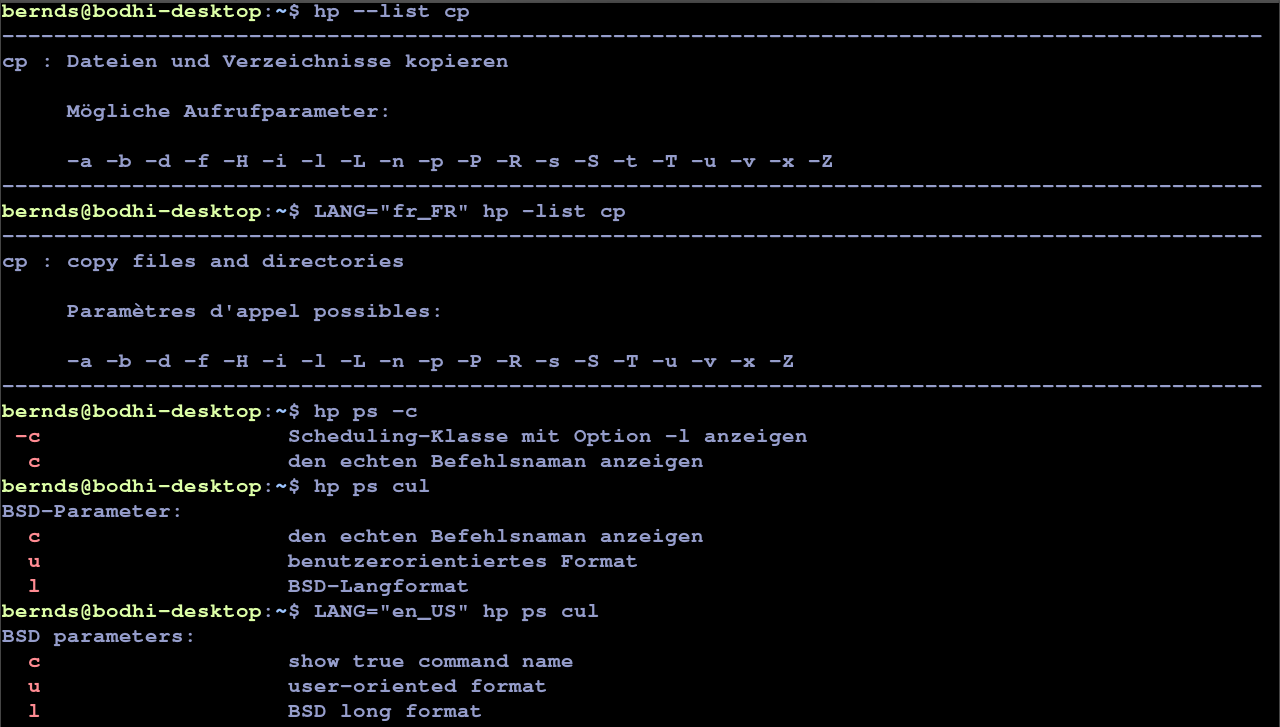 bernds@bodhi-desktop:~$ hp --list cp
-------------------------------------------------------------------------------------------------
cp : Dateien und Verzeichnisse kopieren
Mögliche Aufrufparameter:
-a -b -d -f -H -i -l -L -n -p -P -R -s -S -t -T -u -v -x -Z
-------------------------------------------------------------------------------------------------
bernds@bodhi-desktop:~$ LANG="fr_FR" hp -list cp
-------------------------------------------------------------------------------------------------
cp : copy files and directories
Paramètres d'appel possibles:
-a -b -d -f -H -i -l -L -n -p -P -R -s -S -T -u -v -x -Z
-------------------------------------------------------------------------------------------------
bernds@bodhi-desktop:~$ hp ps -c
-c Scheduling-Klasse mit Option -l anzeigen
c den echten Befehlsnaman anzeigen
bernds@bodhi-desktop:~$ hp ps cul
BSD-Parameter:
c den echten Befehlsnaman anzeigen
u benutzerorientiertes Format
l BSD-Langformat
bernds@bodhi-desktop:~$ LANG="en_US" hp ps cul
BSD parameters:
c show true command name
u user-oriented format
l BSD long format